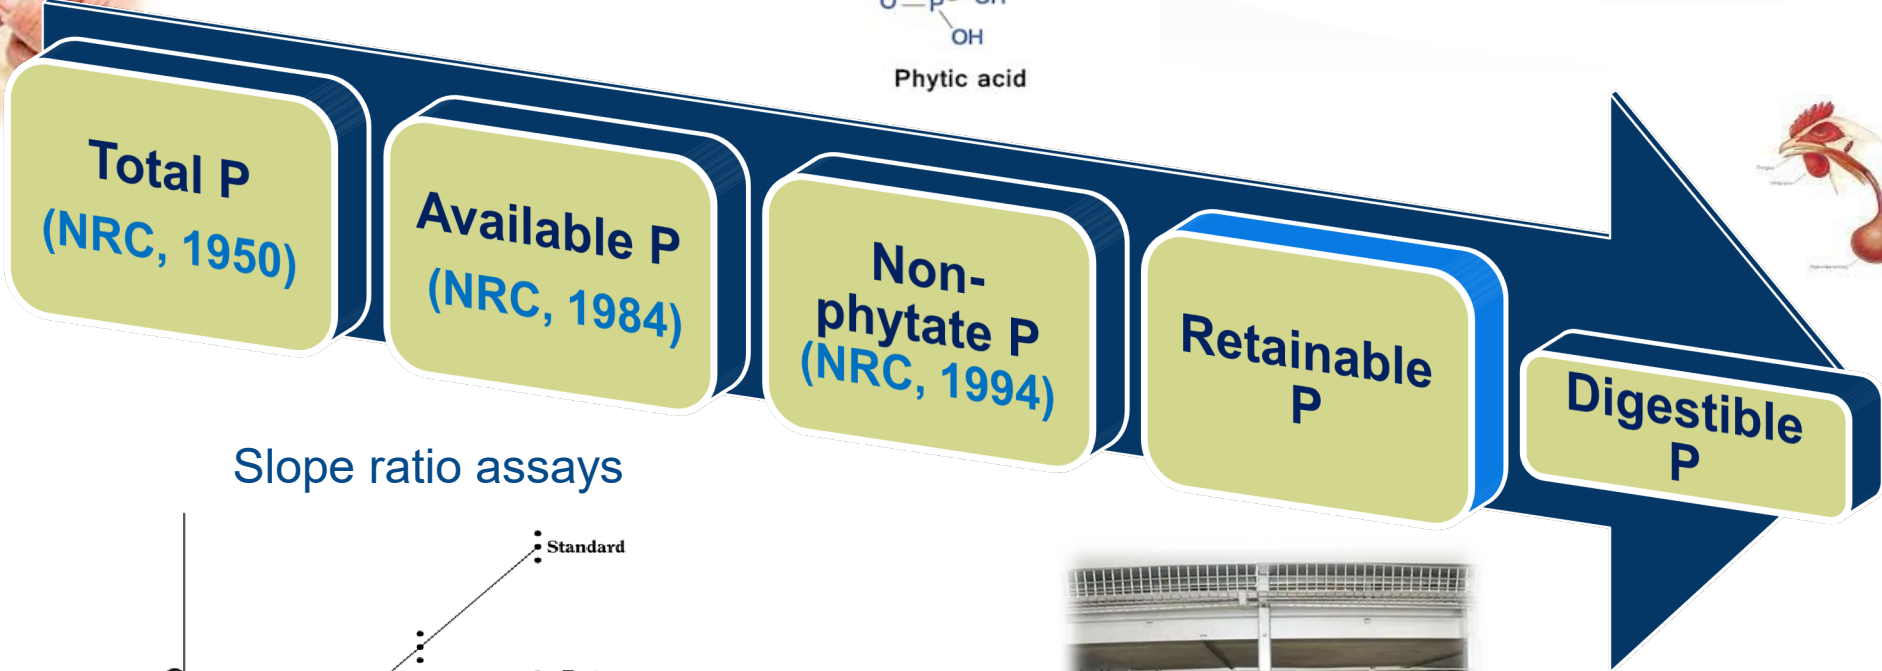 OH
Phytic acid
Total P
(NRC, 1950)
Available P
(NRC, 1984)
Non-
phytate P
(NRC, 1994)
Retainable
P
Digestible
P
Slope ratio assays
Standard